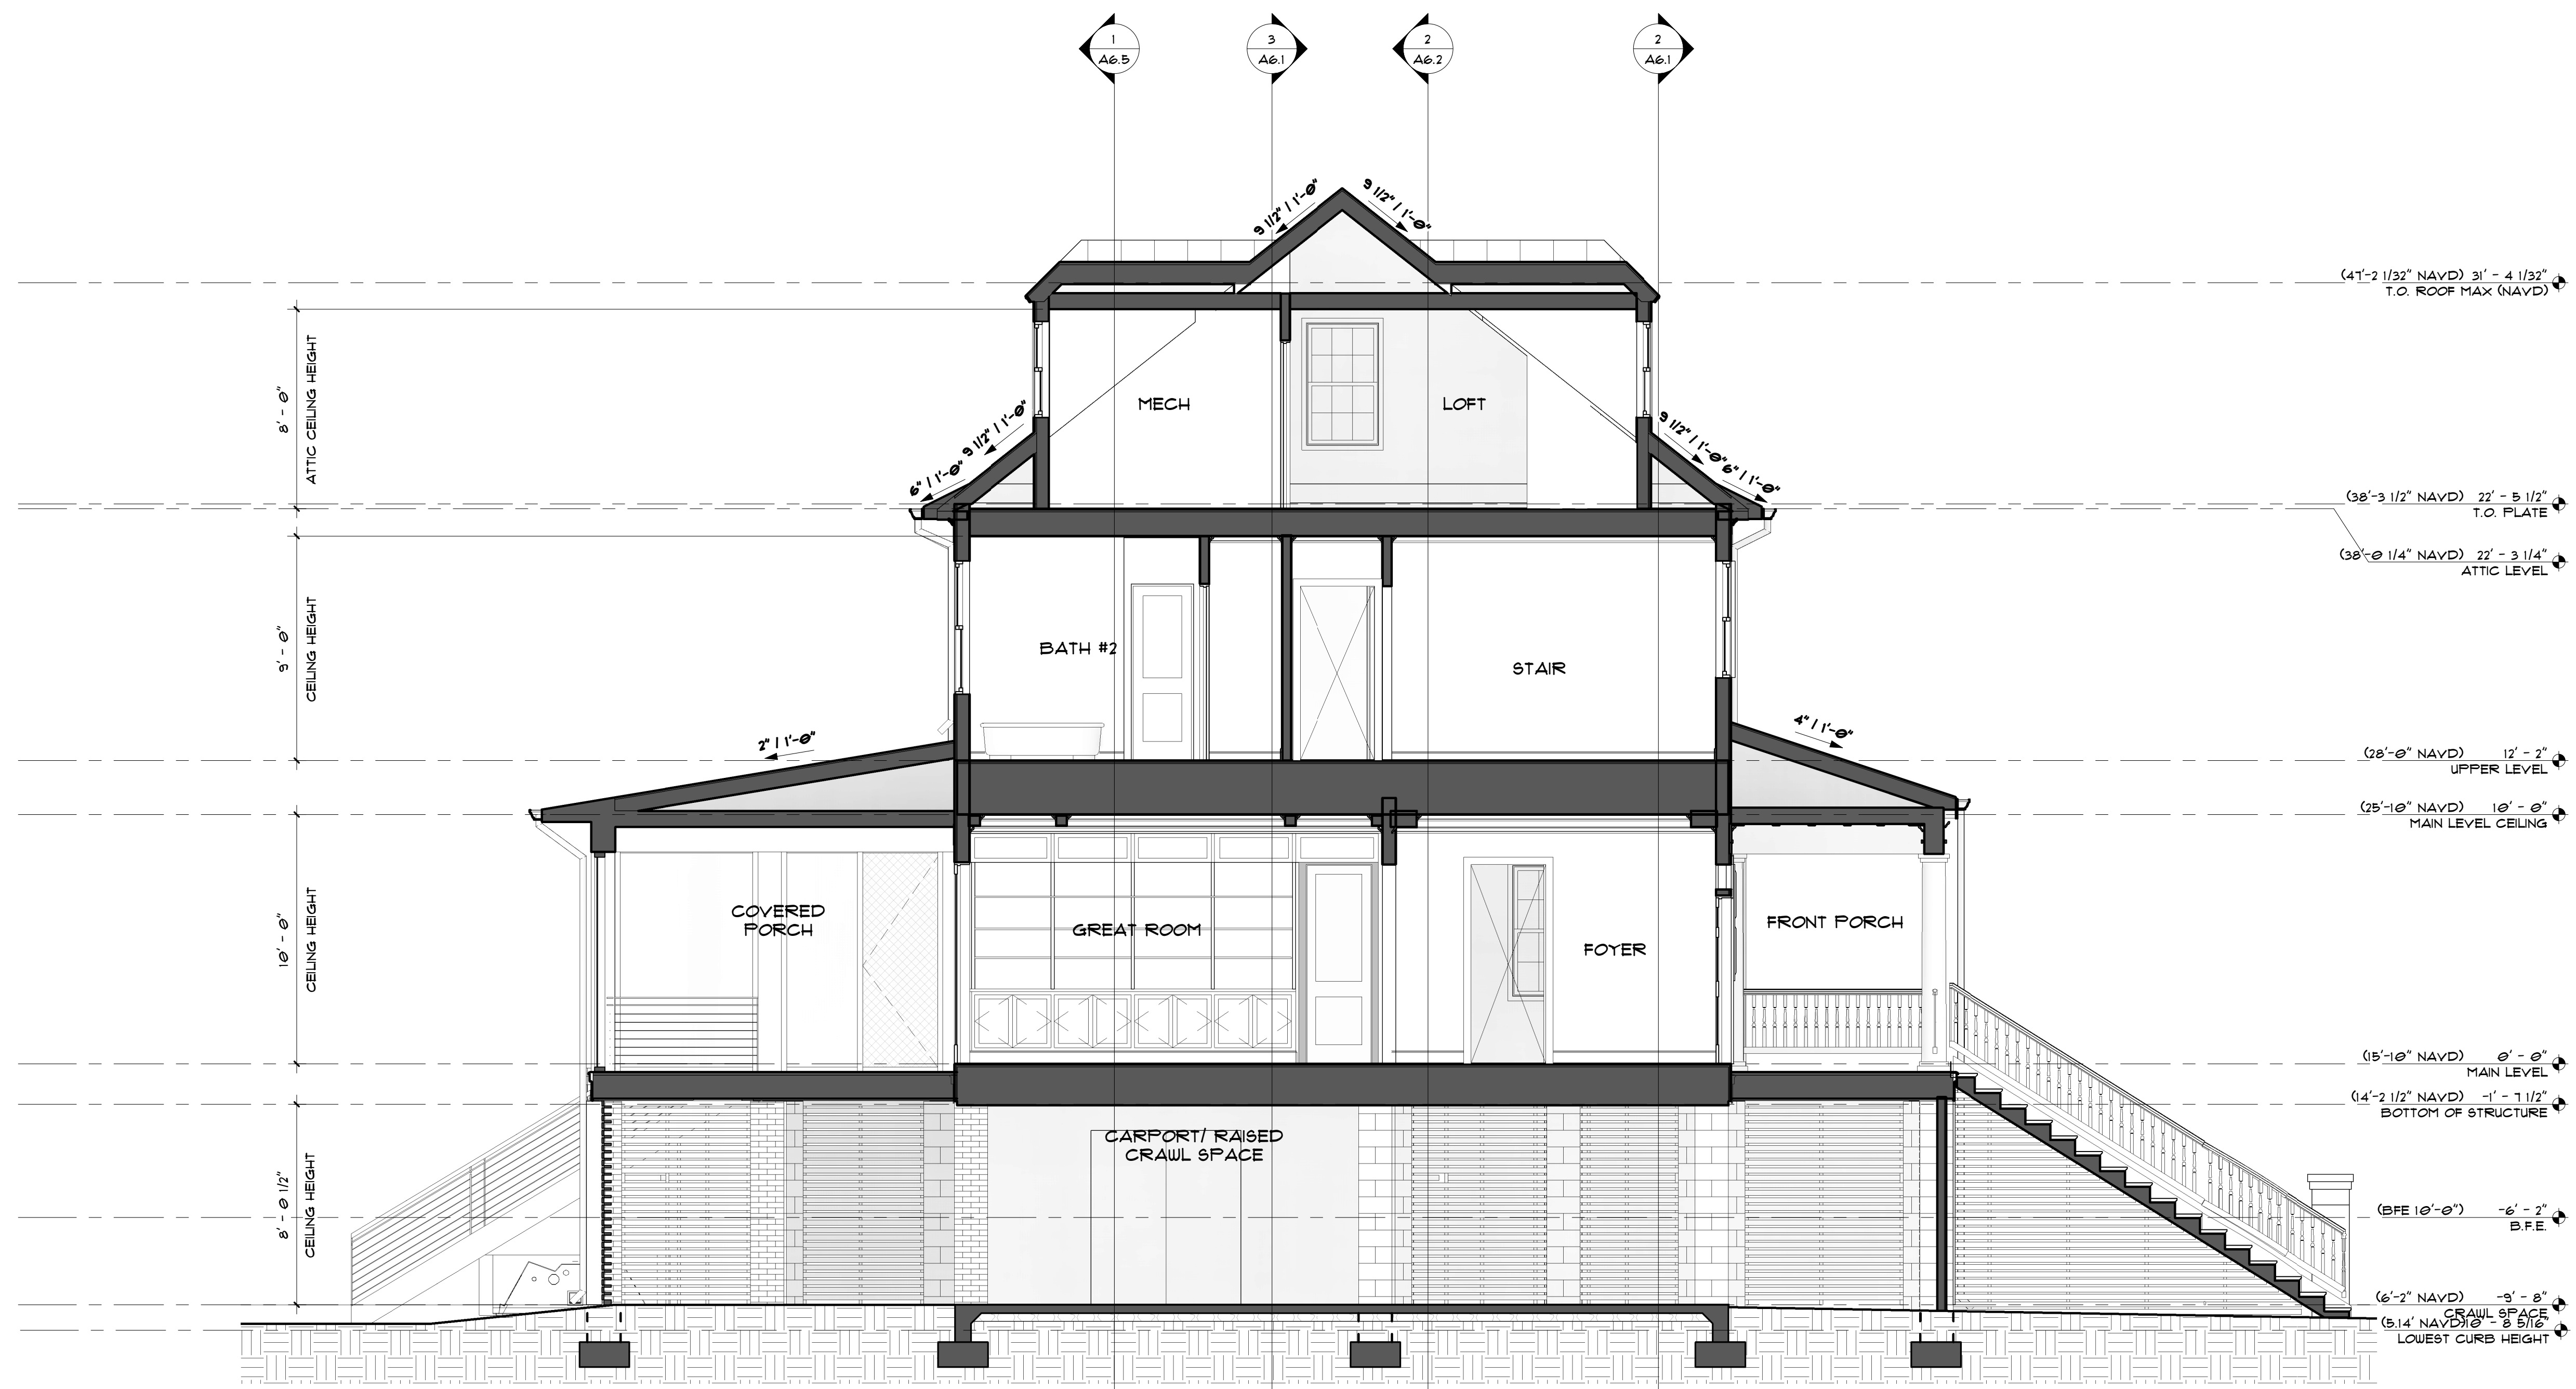 1
A6.5
3
A6.1
2
A6.2
2
A6.1
9 1/2" / 1'-0"
9 1/2" / 1'-0"
(47'-2 1/32" NAVD) 31' - 4 1/32"
T.O. ROOF MAX (NAVD)
8' - 0"
ATTIC CEILING HEIGHT
MECH
LOFT
9 1/2" / 1'-0"
6" / 1'-0"
9 1/2" / 1'-0"
6" / 1'-0"
(38'-3 1/2" NAVD) 22' - 5 1/2"
T.O. PLATE
(38'-0 1/4" NAVD) 22' - 3 1/4"
ATTIC LEVEL
9' - 0"
CEILING HEIGHT
BATH #2
STAIR
2" / 1'-0"
4" / 1'-0"
(28'-0" NAVD) 12' - 2"
UPPER LEVEL
(25'-10" NAVD) 10' - 0"
MAIN LEVEL CEILING
10' - 0"
CEILING HEIGHT
COVERED
PORCH
GREAT ROOM
FOYER
FRONT PORCH
(15'-10" NAVD) 0' - 0"
MAIN LEVEL
(14'-2 1/2" NAVD) -1' - 7 1/2"
BOTTOM OF STRUCTURE
8' - 0 1/2"
CEILING HEIGHT
CARPORT/ RAISED
CRAWL SPACE
(BFE 10'-0") -6' - 2"
B.F.E.
(6'-2" NAVD) -9' - 8"
CRAWL SPACE
(5.14' NAVD) 10' - 8 5/16"
LOWEST CURB HEIGHT